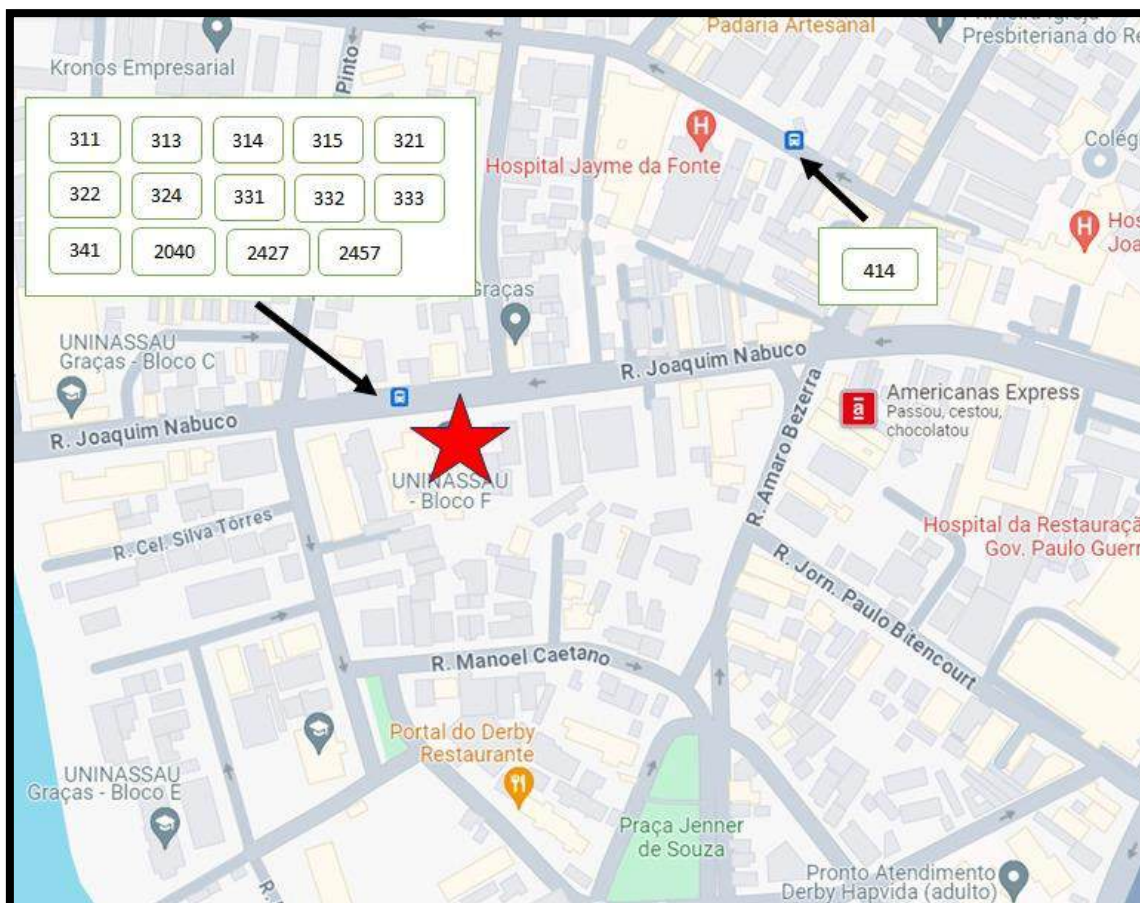 Padaria Artesanal
Presbiteriana do Re
Kronos Empresarial
Pinto
311 313 314 315 321
322 324 331 332 333
341 2040 2427 2457
Hospital Jayme da Fonte
Colég
Hos
Joa
414
Graças
UNINASSAU
Graças - Bloco C
R. Joaquim Nabuco
R. Joaquim Nabuco
Americanas Express
Passou, cestou,
chocolatou
R. Amaro Bezerra
UNINASSAU
- Bloco F
R. Cel. Silva Tôrres
Hospital da Restauraçã
Gov. Paulo Guerr
R. Jorn. Paulo Bitencourt
R. Manoel Caetano
Portal do Derby
Restaurante
UNINASSAU
Graças - Bloco E
Praça Jenner
de Souza
Pronto Atendimento
Derby Hapvida (adulto)